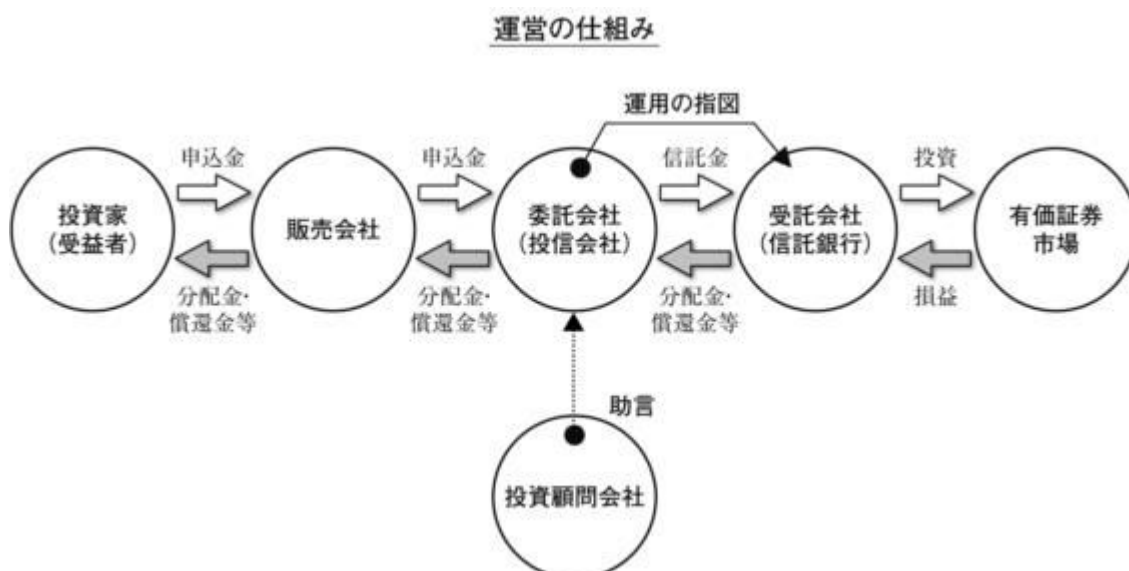 運営の仕組み
運用の指図
申込金
申込金
信託金
投資
投資家
(受益者)
販売会社
委託会社
(投信会社)
受託会社
(信託銀行)
有価証券
市場
分配金・
償還金等
分配金・
償還金等
分配金・
償還金等
損益
助言
投資顧問会社